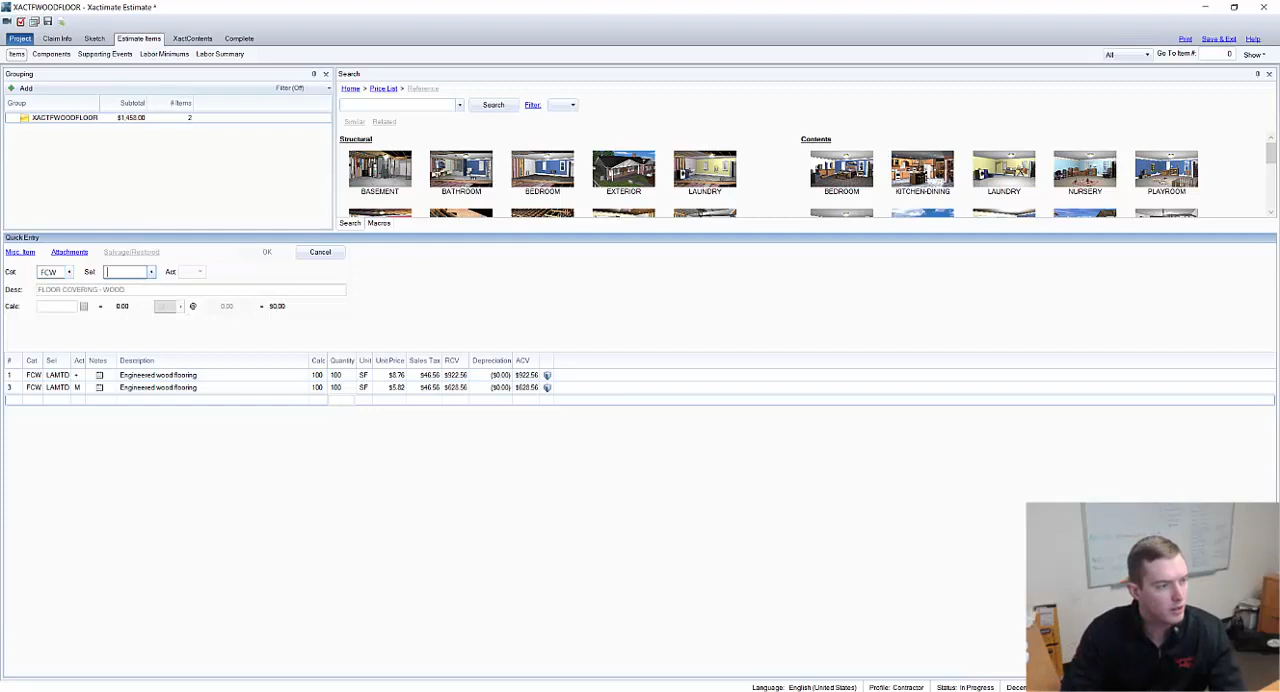 XACTFWOODFLOOR - Xactimate Estimate *
Project Claim Info Sketch Estimate Items XactContents Complete
Print Save & Exit Help
Items Components Supporting Events Labor Minimums Labor Summary
All Go To Item #: 0 Show
Grouping
Search
Add Filter (Off)
Home > Price List > Reference
Group Subtotal # Items
Search Filter:
XACTFWOODFLOOR $1,458.00 2
Similar Related
Structural Contents
BASEMENT BATHROOM BEDROOM EXTERIOR LAUNDRY BEDROOM KITCHEN-DINING LAUNDRY NURSERY PLAYROOM
Search Macros
Quick Entry
Misc. Item Attachments Salvage/Restored OK Cancel
Cat FCW Sel Act
Desc: FLOOR COVERING - WOOD
Calc: = 0.00 @ 0.00 = $0.00
# Cat Sel Act Notes Description Calc Quantity Unit Unit Price Sales Tax RCV Depreciation ACV
1 FCW LAMTD + Engineered wood flooring 100 100 SF $8.76 $46.56 $922.56 ($0.00) $922.56
3 FCW LAMTD M Engineered wood flooring 100 100 SF $5.82 $46.56 $628.56 ($0.00) $628.56
Language: English (United States) Profile: Contractor Status: In Progress Decem